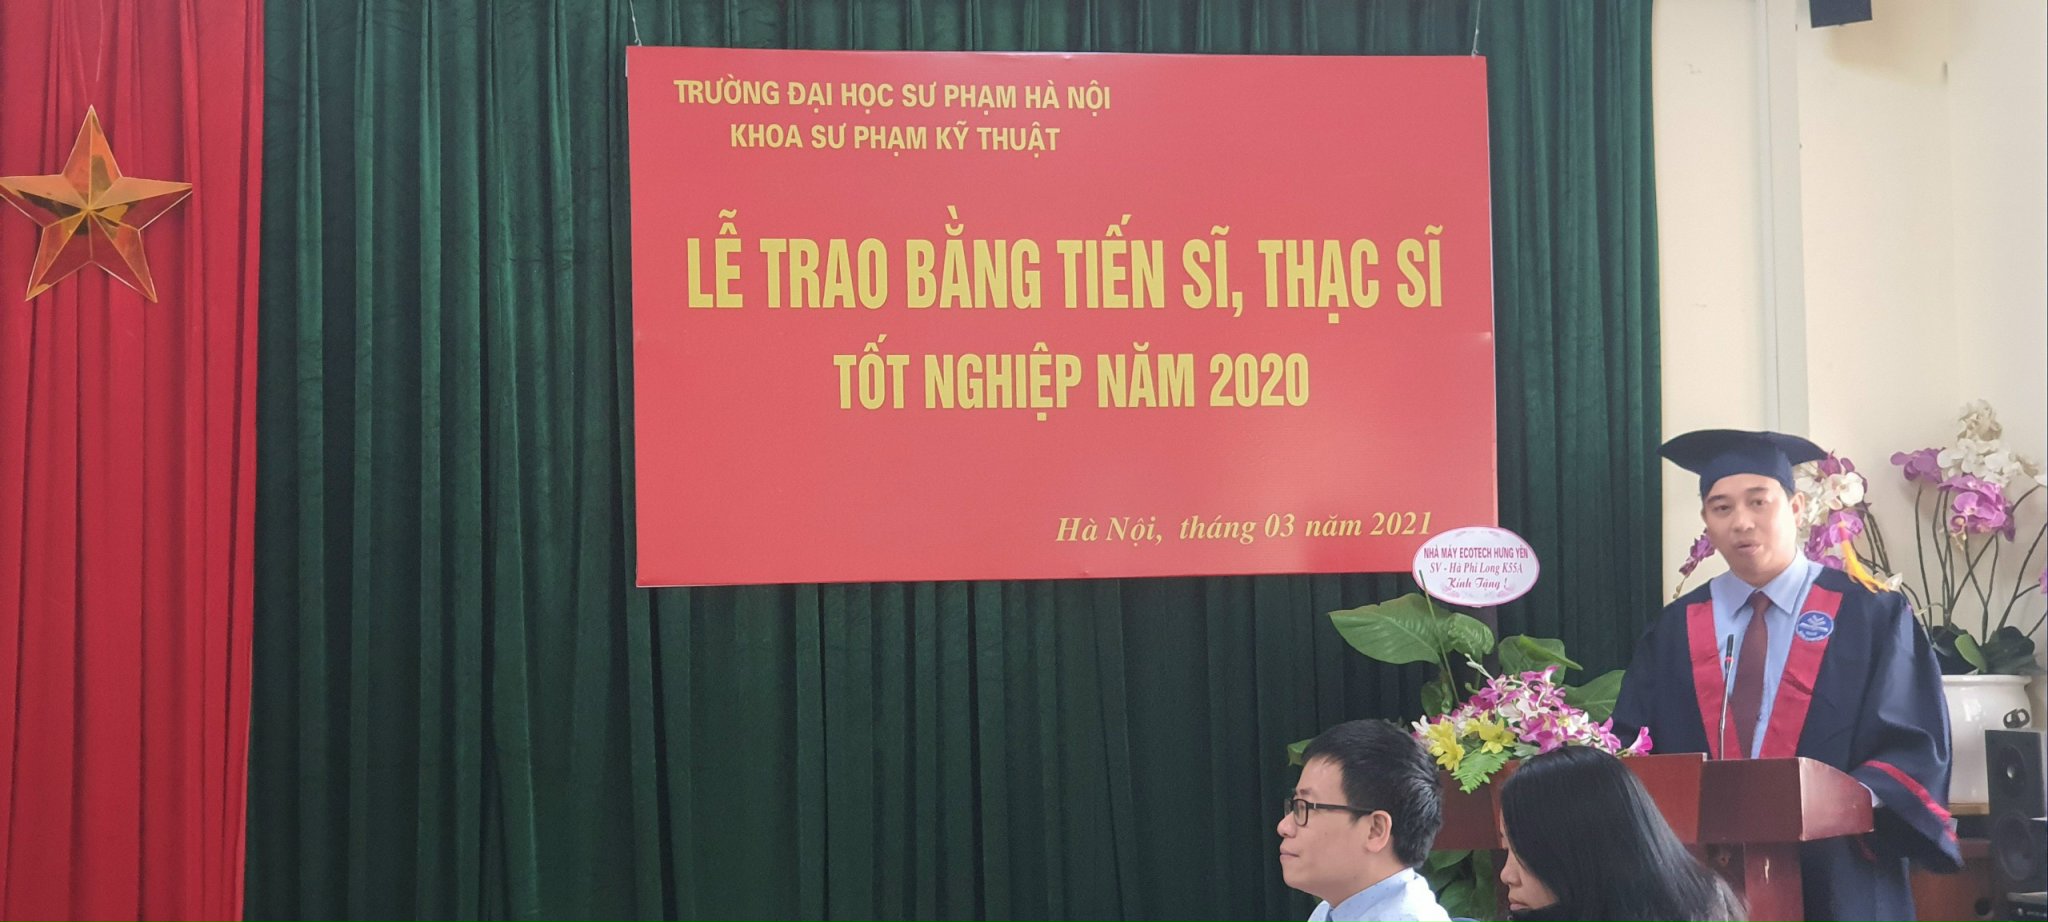 TRƯỜNG ĐẠI HỌC SƯ PHẠM HÀ NỘI
KHOA SƯ PHẠM KỸ THUẬT
LỄ TRAO BẰNG TIẾN SĨ, THẠC SĨ
TỐT NGHIỆP NĂM 2020
Hà Nội, tháng 03 năm 2021
NHÀ MÁY ECOTECH HƯNG YÊN
SV - Hà Phi Long K55A
Kính Tặng !